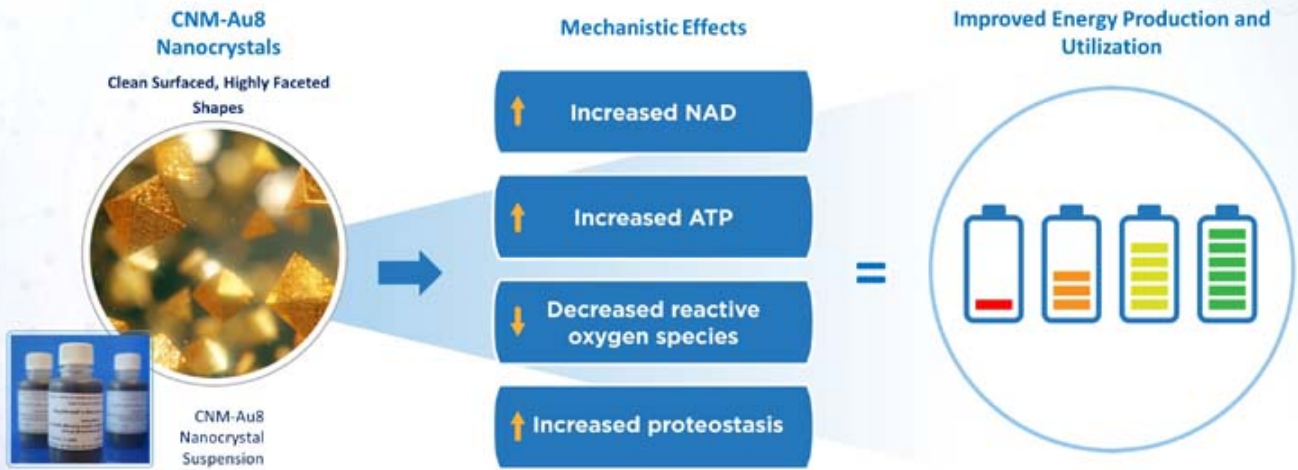 CNM-Au8
Nanocrystals
Clean Surfaced, Highly Faceted
Shapes
CNM-Au8
Nanocrystal
Suspension
Mechanistic Effects
Increased NAD
Increased ATP
Decreased reactive
oxygen species
Increased proteostasis
=
Improved Energy Production and
Utilization